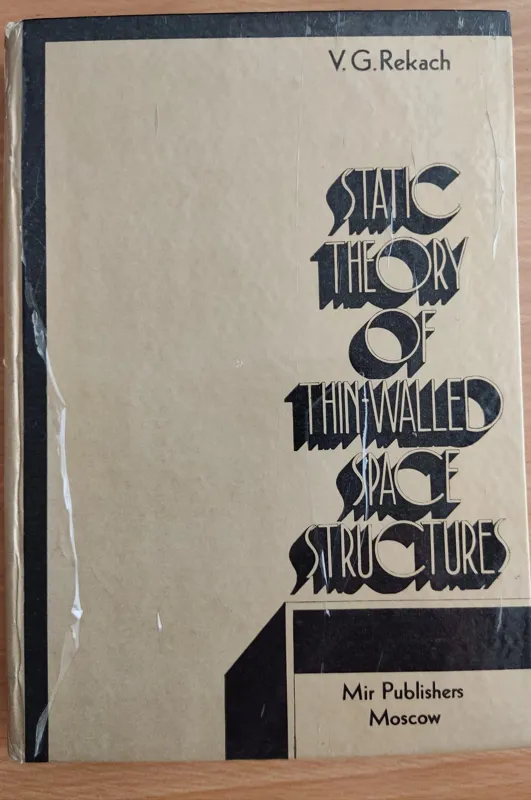 V. G. Rekach
STATIC
THEORY
OF
THIN-WALLED
SPACE
STRUCTURES
Mir Publishers
Moscow